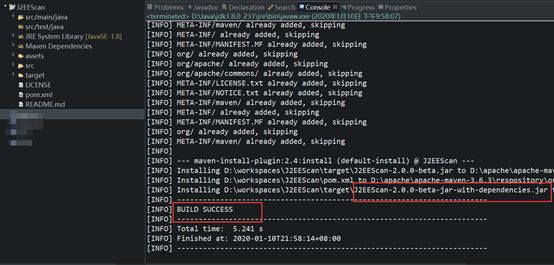 J2EEScan
src/main/java
src/test/java
JRE System Library [JavaSE-1.8]
Maven Dependencies
assets
src
target
LICENSE
pom.xml
README.md
Problems Javadoc Declaration Search Console Progress Properties
<terminated> D:\Java\jdk1.8.0_231\jre\bin\javaw.exe (2020年1月10日 下午9:58:07)
[INFO] META-INF/maven/ already added, skipping
[INFO] META-INF/ already added, skipping
[INFO] META-INF/MANIFEST.MF already added, skipping
[INFO] org/ already added, skipping
[INFO] org/apache/ already added, skipping
[INFO] org/apache/commons/ already added, skipping
[INFO] META-INF/LICENSE.txt already added, skipping
[INFO] META-INF/NOTICE.txt already added, skipping
[INFO] META-INF/maven/ already added, skipping
[INFO] META-INF/ already added, skipping
[INFO] META-INF/MANIFEST.MF already added, skipping
[INFO] org/ already added, skipping
[INFO] META-INF/maven/ already added, skipping
[INFO]
[INFO] --- maven-install-plugin:2.4:install (default-install) @ J2EEScan ---
[INFO] Installing D:\workspaces\J2EEScan\target\J2EEScan-2.0.0-beta.jar to D:\apache\apache-mav
[INFO] Installing D:\workspaces\J2EEScan\pom.xml to D:\apache\apache-maven-3.6.3\respository\o
[INFO] Installing D:\workspaces\J2EEScan\target\J2EEScan-2.0.0-beta-jar-with-dependencies.jar t
[INFO] ------------------------------------------------------------------------
[INFO] BUILD SUCCESS
[INFO] ------------------------------------------------------------------------
[INFO] Total time:  5.241 s
[INFO] Finished at: 2020-01-10T21:58:14+08:00
[INFO] ------------------------------------------------------------------------